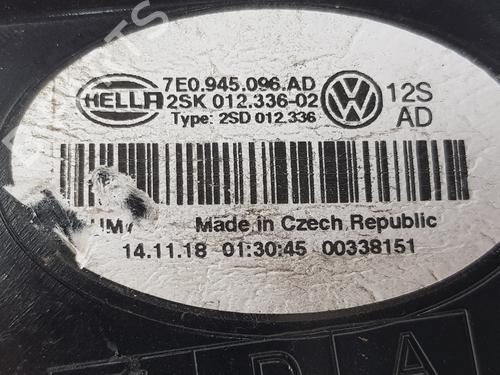 HELLA
7E0.945.096.AD
2SK 012.336-02
Type: 2SD 012.336
VW
12S
AD
Made in Czech Republic
14.11.18 01:30:45 00338151